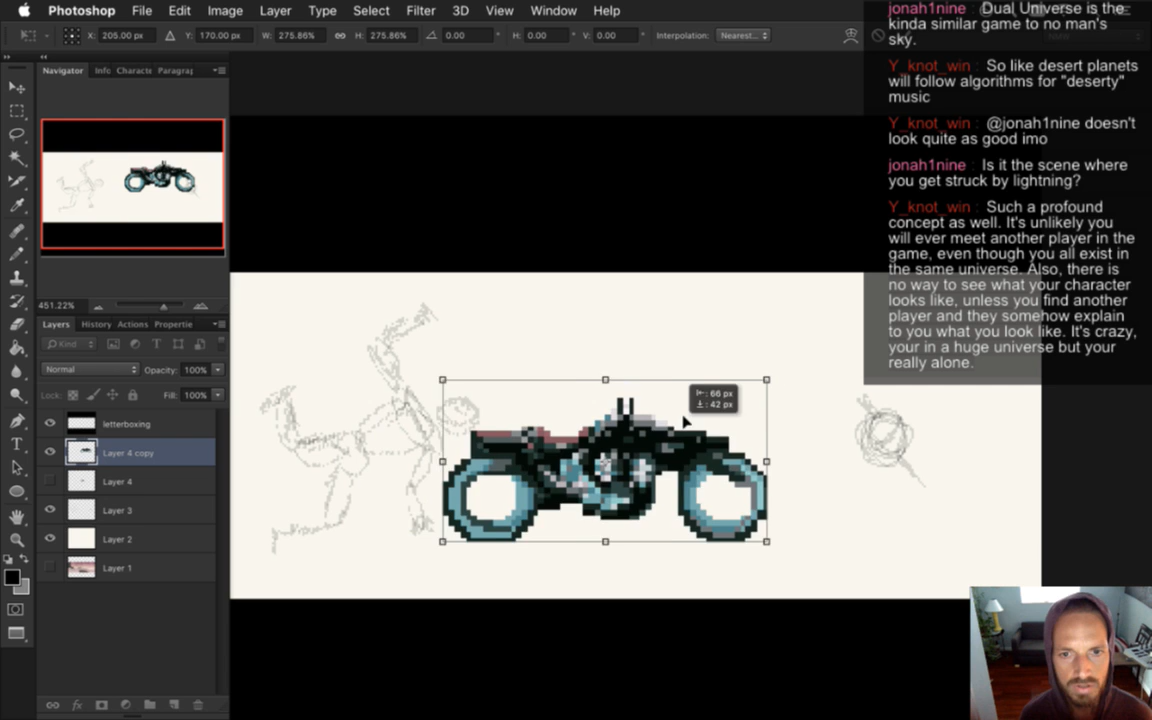 Photoshop File Edit Image Layer Type Select Filter 3D View Window Help
X: 205.00 px Y: 170.00 px W: 275.86% H: 275.86% 0.00 H: 0.00 V: 0.00 Interpolation: Nearest...
Navigator Info Characte Paragrap
451.22%
Layers History Actions Propertie
Kind
Normal Opacity: 100%
Lock: Fill: 100%
letterboxing
Layer 4 copy
Layer 4
Layer 3
Layer 2
Layer 1
66 px
42 px
jonah1nine : Dual Universe is the
kinda similar game to no man's
sky.
Y_knot_win : So like desert planets
will follow algorithms for "deserty"
music
Y_knot_win : @jonah1nine doesn't
look quite as good imo
jonah1nine : Is it the scene where
you get struck by lightning?
Y_knot_win : Such a profound
concept as well. It's unlikely you
will ever meet another player in the
game, even though you all exist in
the same universe. Also, there is
no way to see what your character
looks like, unless you find another
player and they somehow explain
to you what you look like. It's crazy,
your in a huge universe but your
really alone.